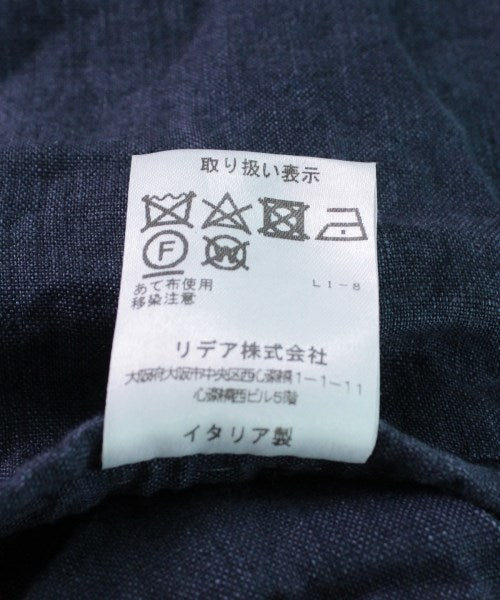 取り扱い表示
F W
あて布使用 L1-8
移染注意
リデア株式会社
大阪府大阪市中央区西心斎橋1-1-11
心斎橋西ビル5階
イタリア製